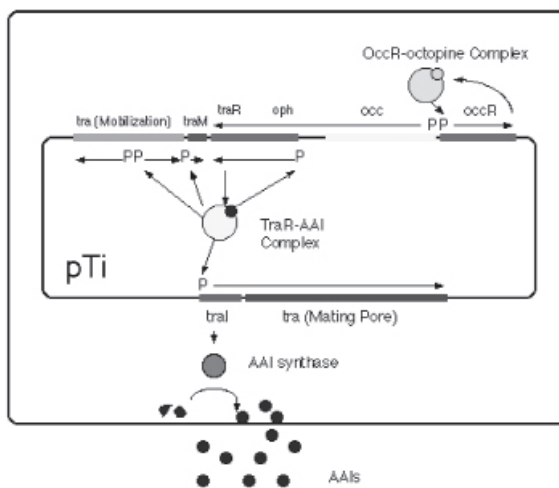 OccR-octopine Complex
tra (Mobilization) traM traR oph occ PP occR
PP P P
TraR-AAI
Complex
pTi
P
traI tra (Mating Pore)
AAI synthase
AAIs